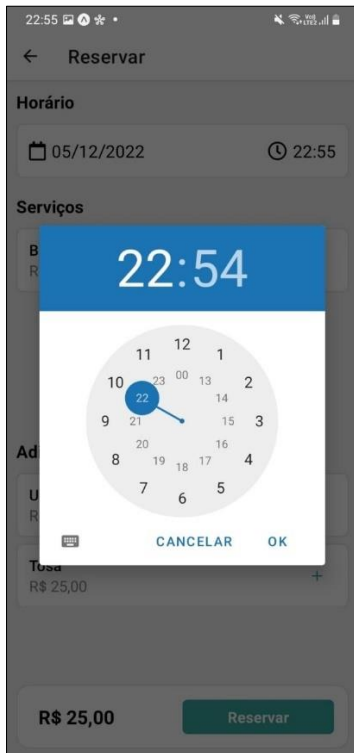 22:55
Reservar
Horário
05/12/2022 22:55
Serviços
B
R
22:54
12
11 1
00
23 13
10 2
22 14
9 21 15 3
20 16
19 18 17
8 4
7 5
6
Ad
U
R
CANCELAR OK
Tosa
R$ 25,00 +
R$ 25,00 Reservar